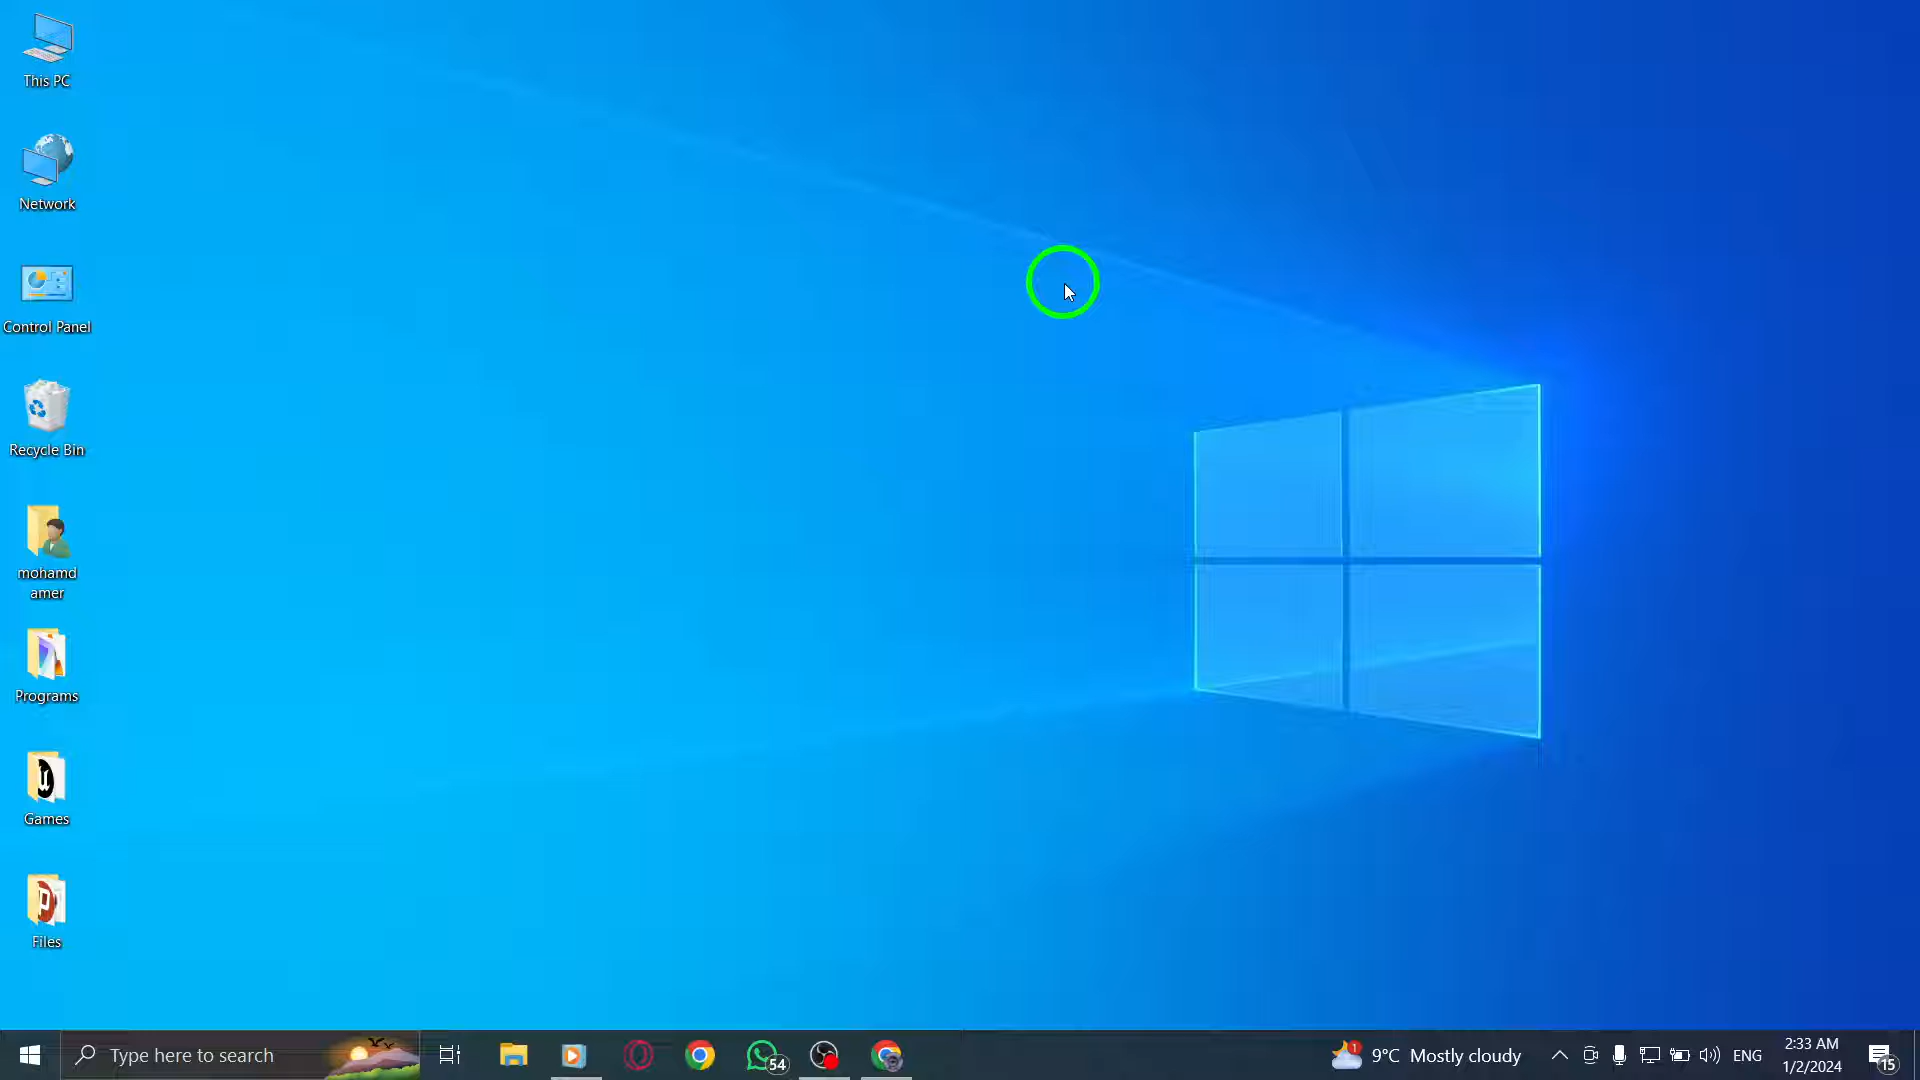 This PC
Network
Control Panel
Recycle Bin
mohamd
amer
Programs
Games
Files
Type here to search
54
1
9°C Mostly cloudy
ENG
2:33 AM
1/2/2024
15